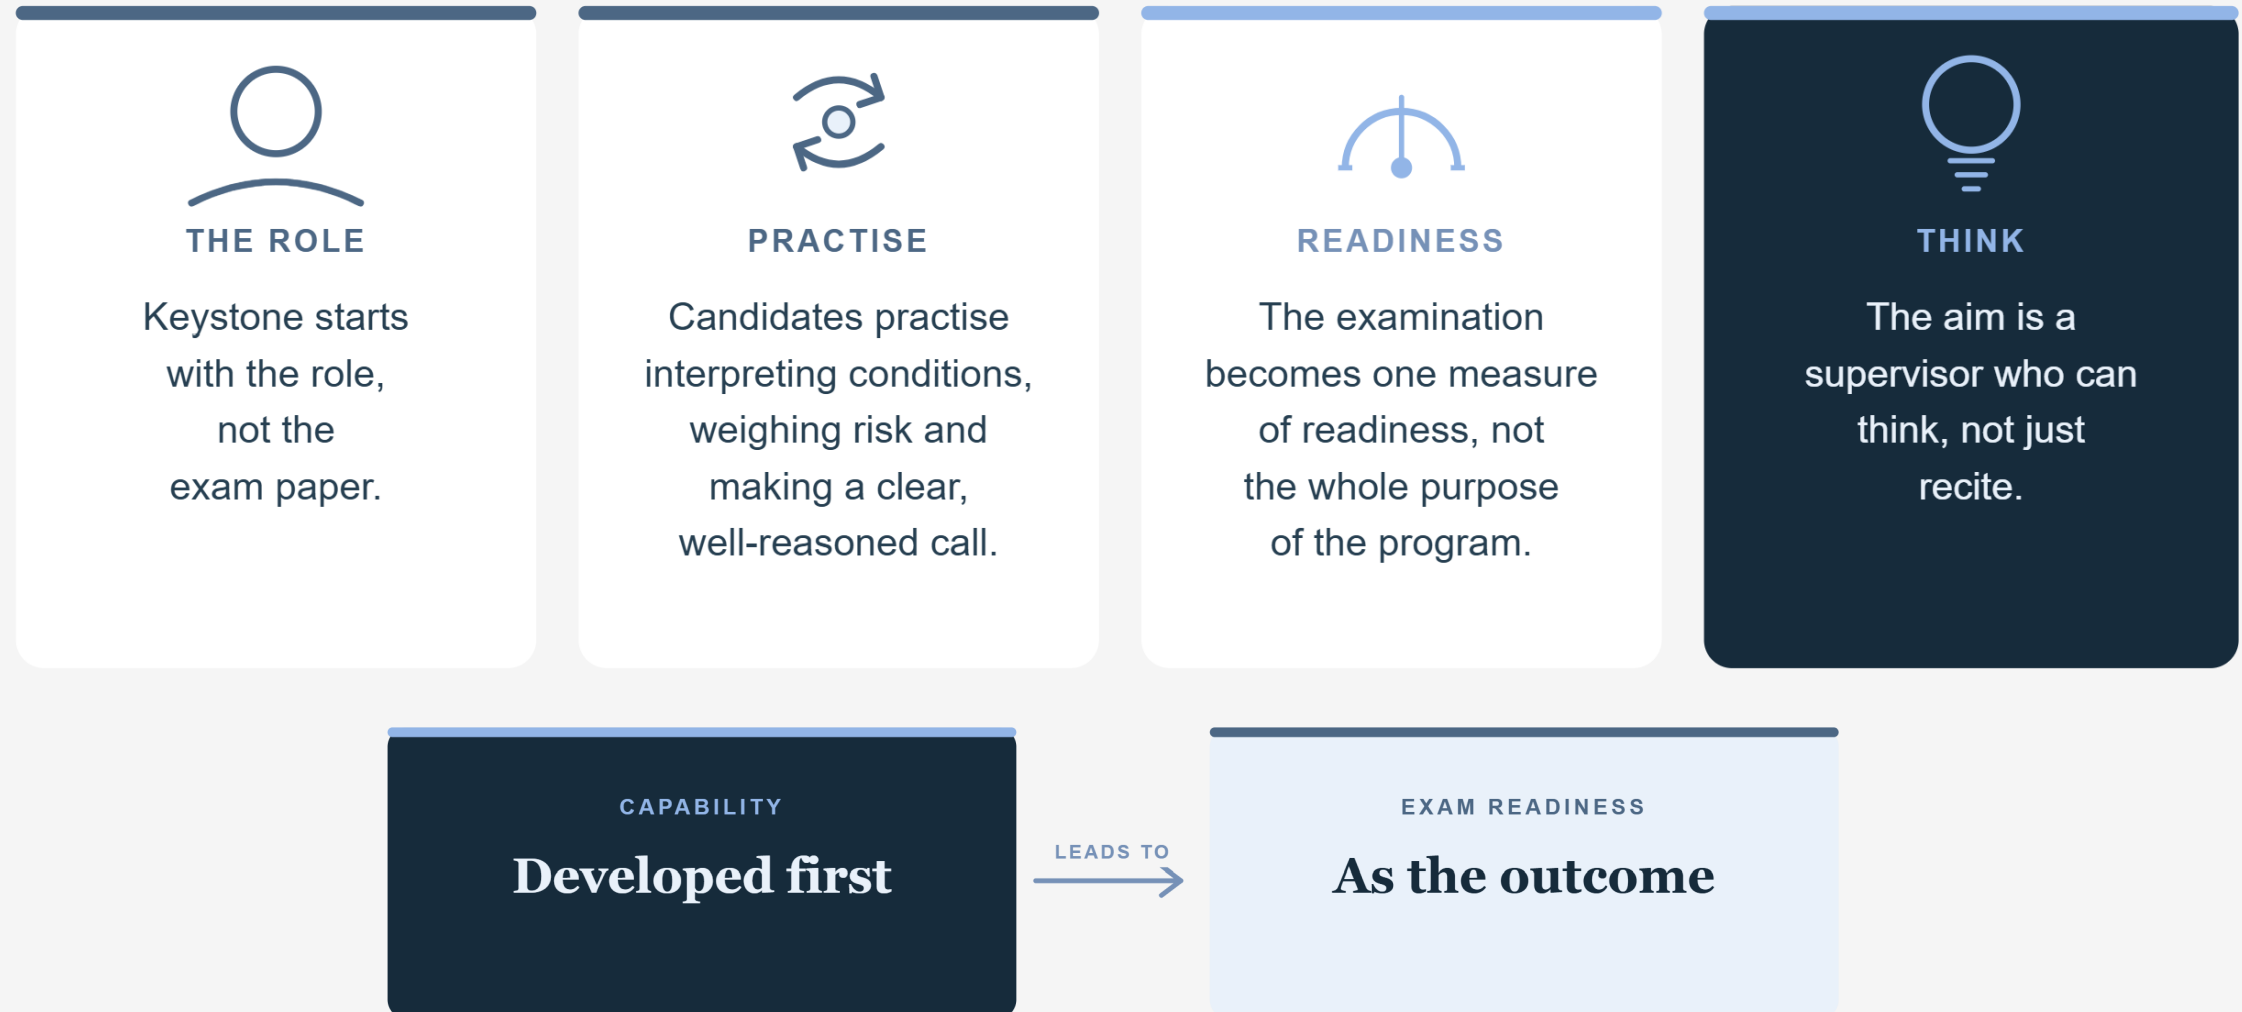 THE ROLE
Keystone starts
with the role,
not the
exam paper.
PRACTISE
Candidates practise
interpreting conditions,
weighing risk and
making a clear,
well-reasoned call.
READINESS
The examination
becomes one measure
of readiness, not
the whole purpose
of the program.
THINK
The aim is a
supervisor who can
think, not just
recite.
CAPABILITY
Developed first
LEADS TO
EXAM READINESS
As the outcome